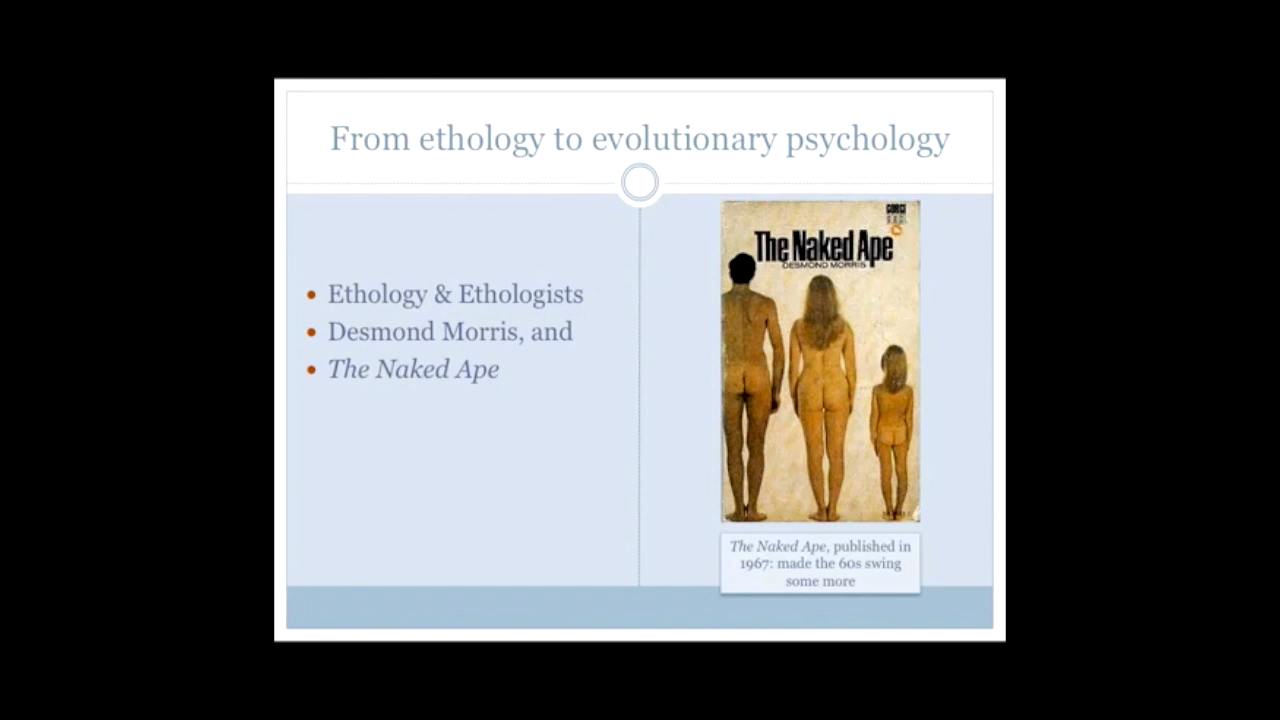 From ethology to evolutionary psychology
Ethology & Ethologists
Desmond Morris, and
The Naked Ape
The Naked Ape
DESMOND MORRIS
The Naked Ape, published in
1967: made the 60s swing
some more